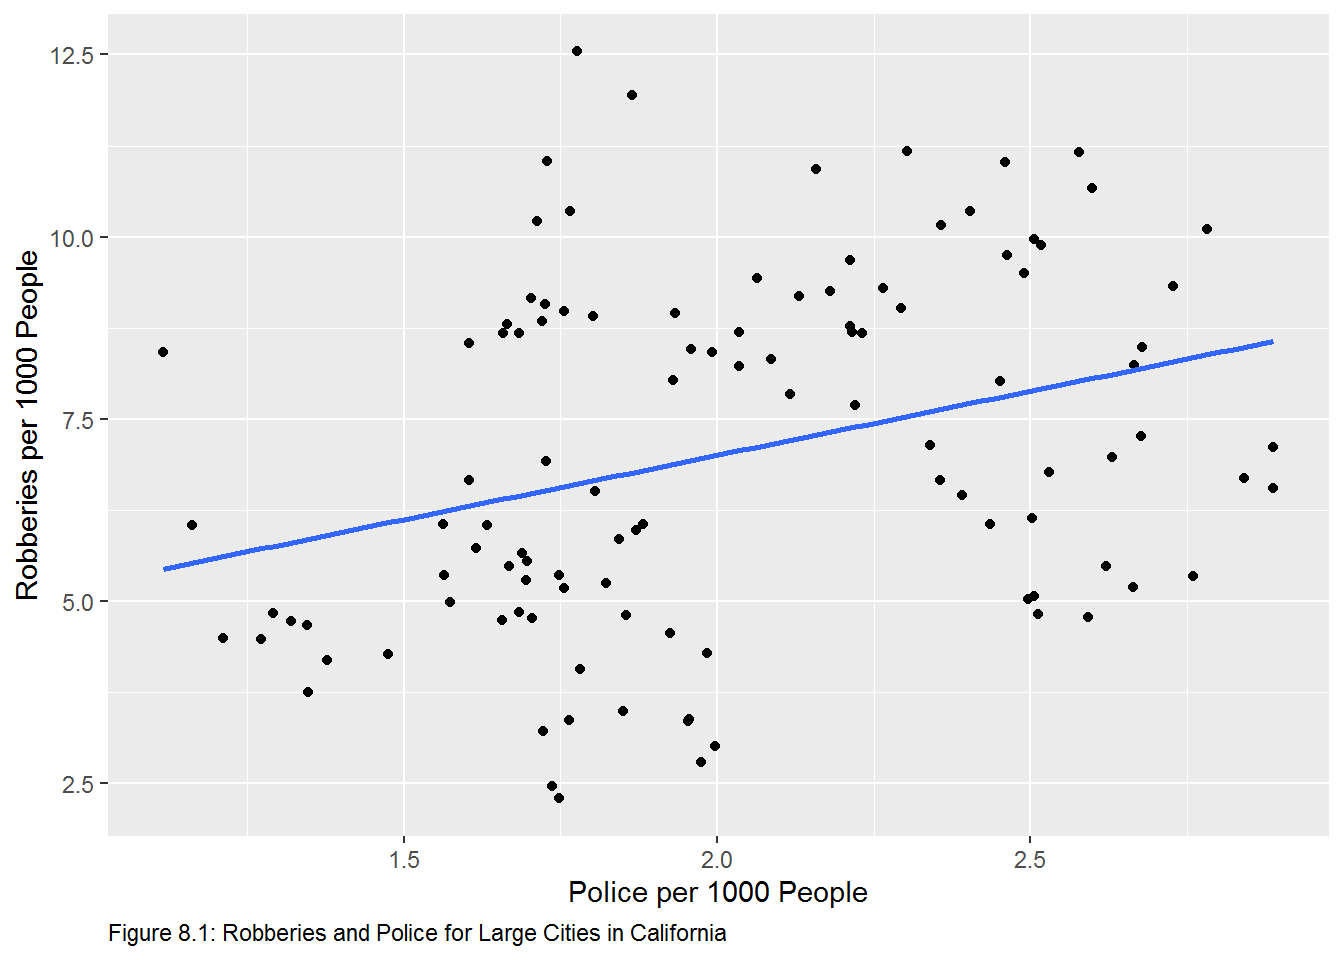 12.5
10.0
7.5
5.0
2.5
Robberies per 1000 People
1.5 2.0 2.5
Police per 1000 People
Figure 8.1: Robberies and Police for Large Cities in California